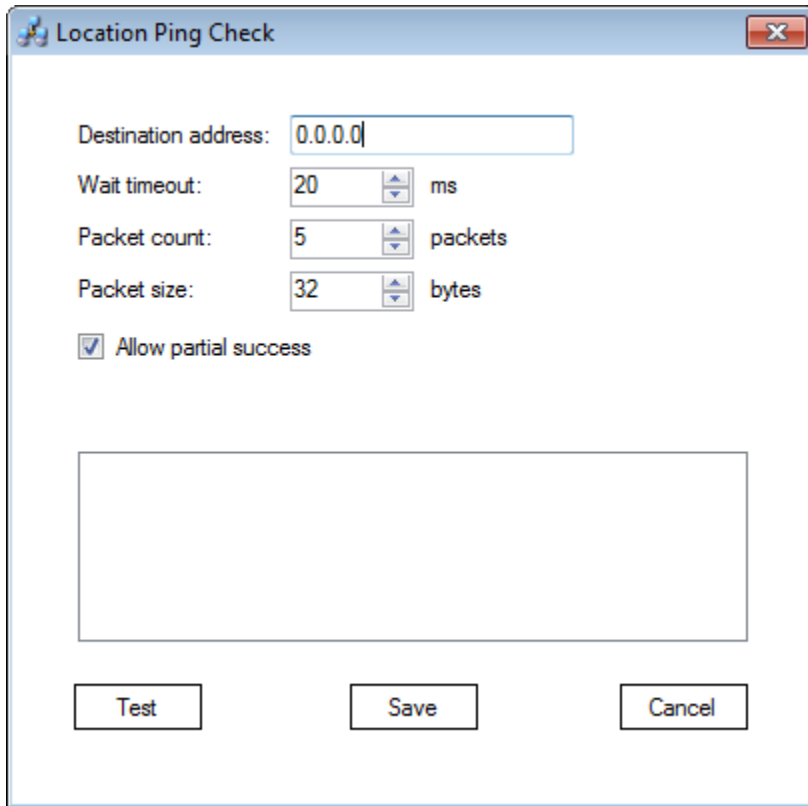 Location Ping Check
Destination address: 0.0.0.0
Wait timeout: 20 ms
Packet count: 5 packets
Packet size: 32 bytes
Allow partial success
Test Save Cancel